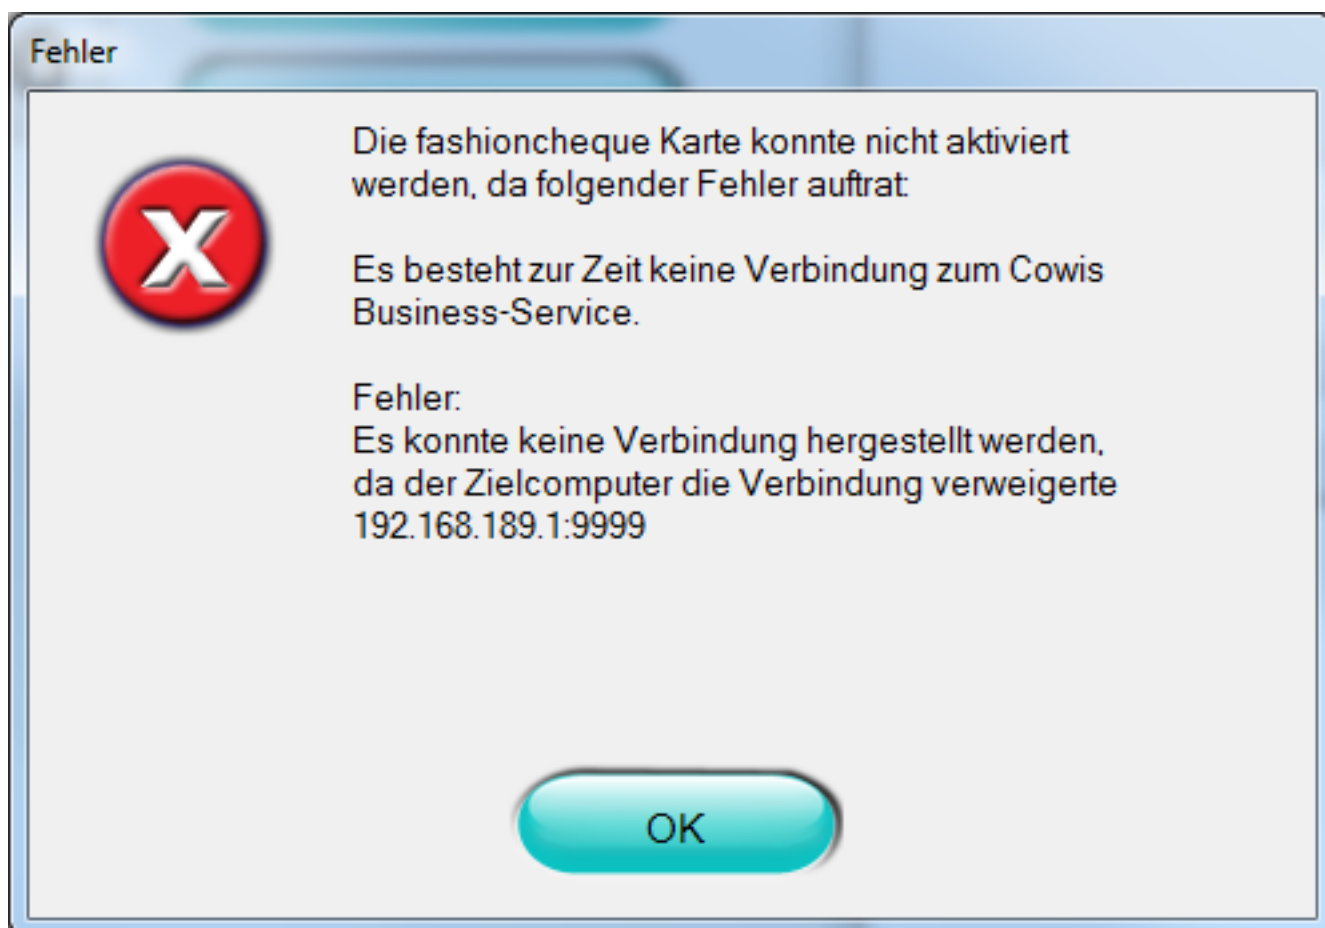 Fehler
Die fashioncheque Karte konnte nicht aktiviert
werden, da folgender Fehler auftrat:
Es besteht zur Zeit keine Verbindung zum Cowis
Business-Service.
Fehler:
Es konnte keine Verbindung hergestellt werden,
da der Zielcomputer die Verbindung verweigerte
192.168.189.1:9999
OK